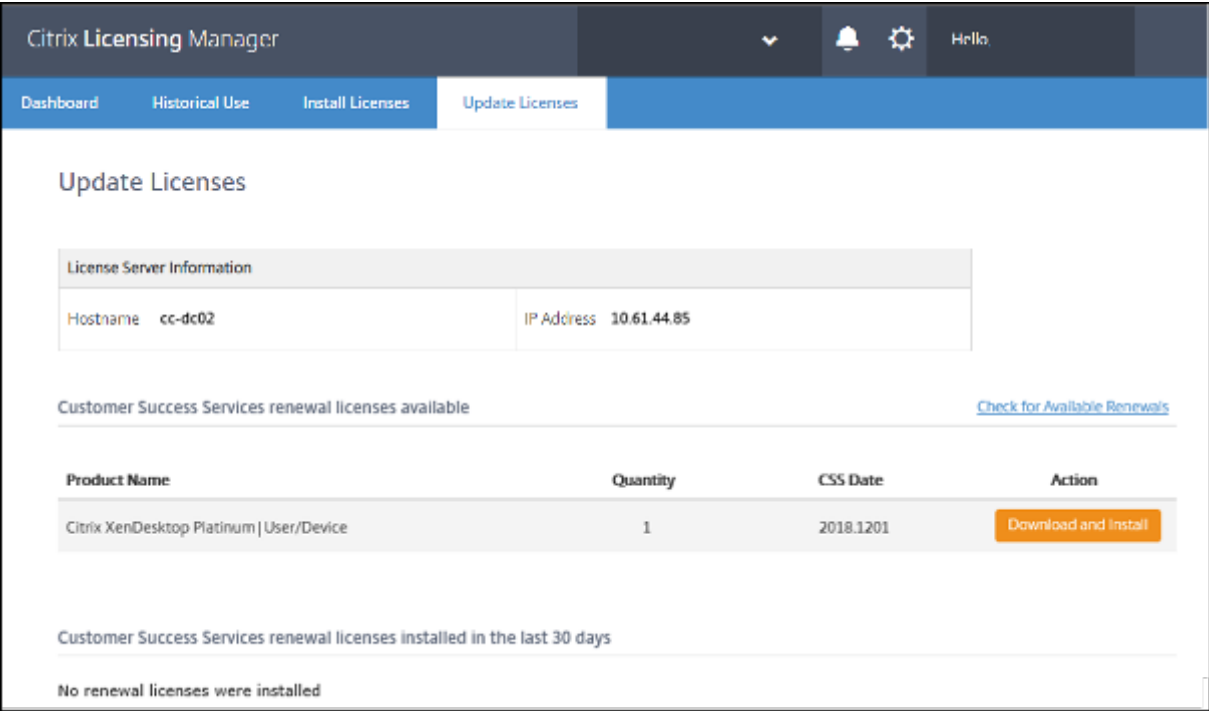 Citrix Licensing Manager Hello,
Dashboard Historical Use Install Licenses Update Licenses
Update Licenses
License Server Information
Hostname cc-dc02 IP Address 10.61.44.85
Customer Success Services renewal licenses available Check for Available Renewals
Product Name Quantity CSS Date Action
Citrix XenDesktop Platinum|User/Device 1 2018.1201 Download and Install
Customer Success Services renewal licenses installed in the last 30 days
No renewal licenses were installed